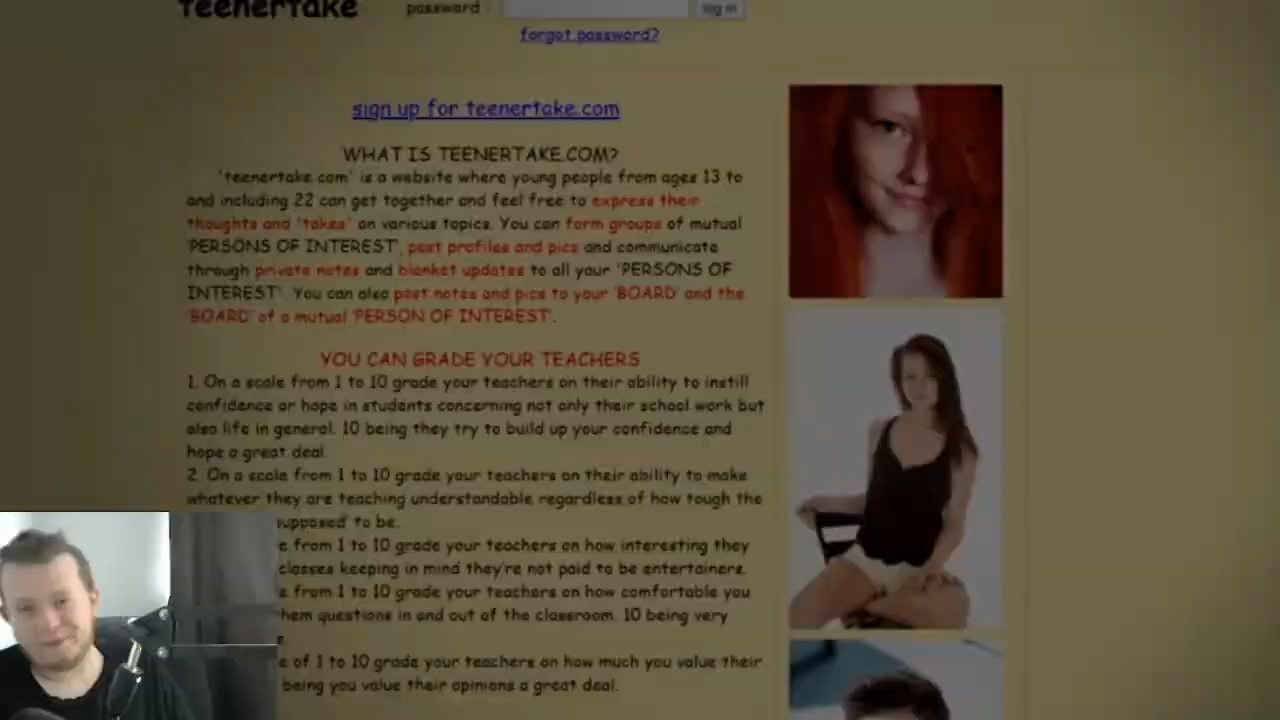 teenertake
password
log in
forgot password?
sign up for teenertake.com
WHAT IS TEENERTAKE.COM?
'teenertake.com' is a website where young people from ages 13 to
and including 22 can get together and feel free to express their
thoughts and 'takes' on various topics. You can form groups of mutual
'PERSONS OF INTEREST', post profiles and pics and communicate
through private notes and blanket updates to all your 'PERSONS OF
INTEREST'. You can also post notes and pics to your 'BOARD' and the
'BOARD' of a mutual 'PERSON OF INTEREST'.
YOU CAN GRADE YOUR TEACHERS
1. On a scale from 1 to 10 grade your teachers on their ability to instill
confidence or hope in students concerning not only their school work but
also life in general. 10 being they try to build up your confidence and
hope a great deal.
2. On a scale from 1 to 10 grade your teachers on their ability to make
whatever they are teaching understandable regardless of how tough the
supposed to be.
e from 1 to 10 grade your teachers on how interesting they
classes keeping in mind they're not paid to be entertainers.
e from 1 to 10 grade your teachers on how comfortable you
hem questions in and out of the classroom. 10 being very
e of 1 to 10 grade your teachers on how much you value their
being you value their opinions a great deal.